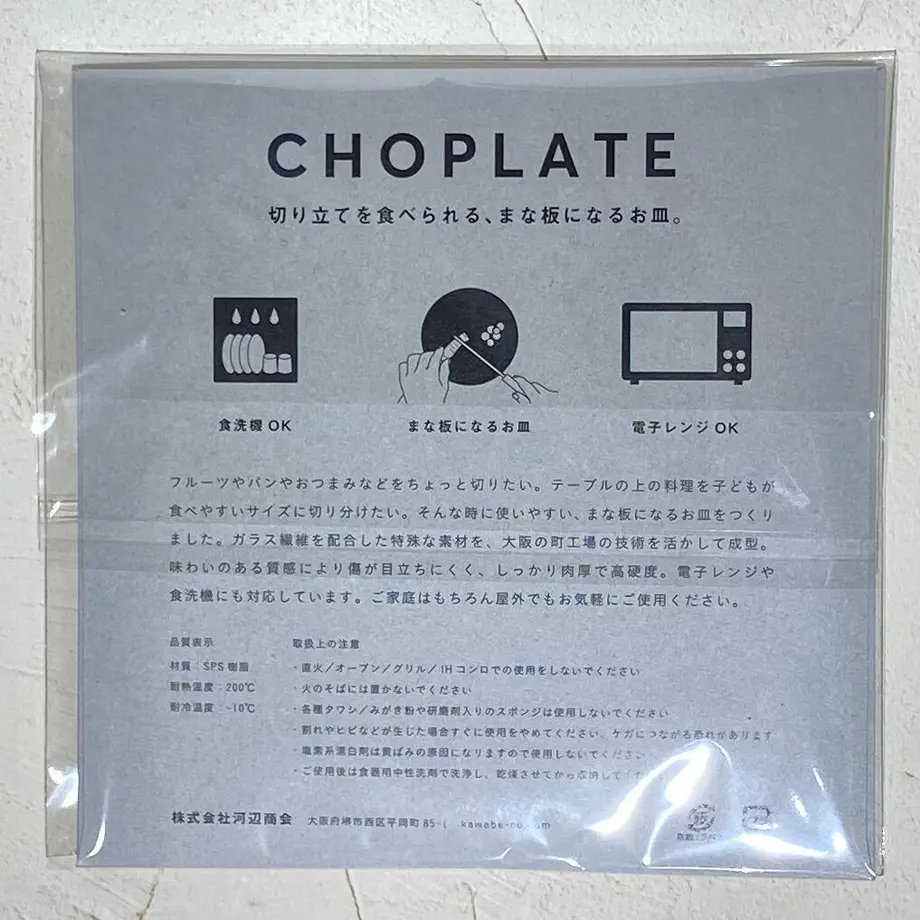 CHOPLATE
切り立てを食べられる、まな板になるお皿。
食洗機 OK
まな板になるお皿
電子レンジ OK
フルーツやパンやおつまみなどをちょっと切りたい。テーブルの上の料理を子どもが
食べやすいサイズに切り分けたい。そんな時に使いやすい、まな板になるお皿をつくり
ました。ガラス繊維を配合した特殊な素材を、大阪の町工場の技術を活かして成型。
味わいのある質感により傷が目立ちにくく、しっかり肉厚で高硬度。電子レンジや
食洗機にも対応しています。ご家庭はもちろん屋外でもお気軽にご使用ください。
品質表示
材質：SPS 樹脂
耐熱温度：200℃
耐冷温度：-10℃
取扱上の注意
・直火／オーブン／グリル／IHコンロでの使用をしないでください
・火のそばには置かないでください
・各種タワシ／みがき粉や研磨剤入りのスポンジは使用しないでください
・割れやヒビなどが生じた場合すぐに使用をやめてください。ケガにつながる恐れがあります
・塩素系漂白剤は黄ばみの原因になりますので使用しないでください
・ご使用後は食器用中性洗剤で洗浄し、乾燥させてから収納して
株式会社河辺商会 大阪府堺市西区平岡町 85-1 kawabe-co.com